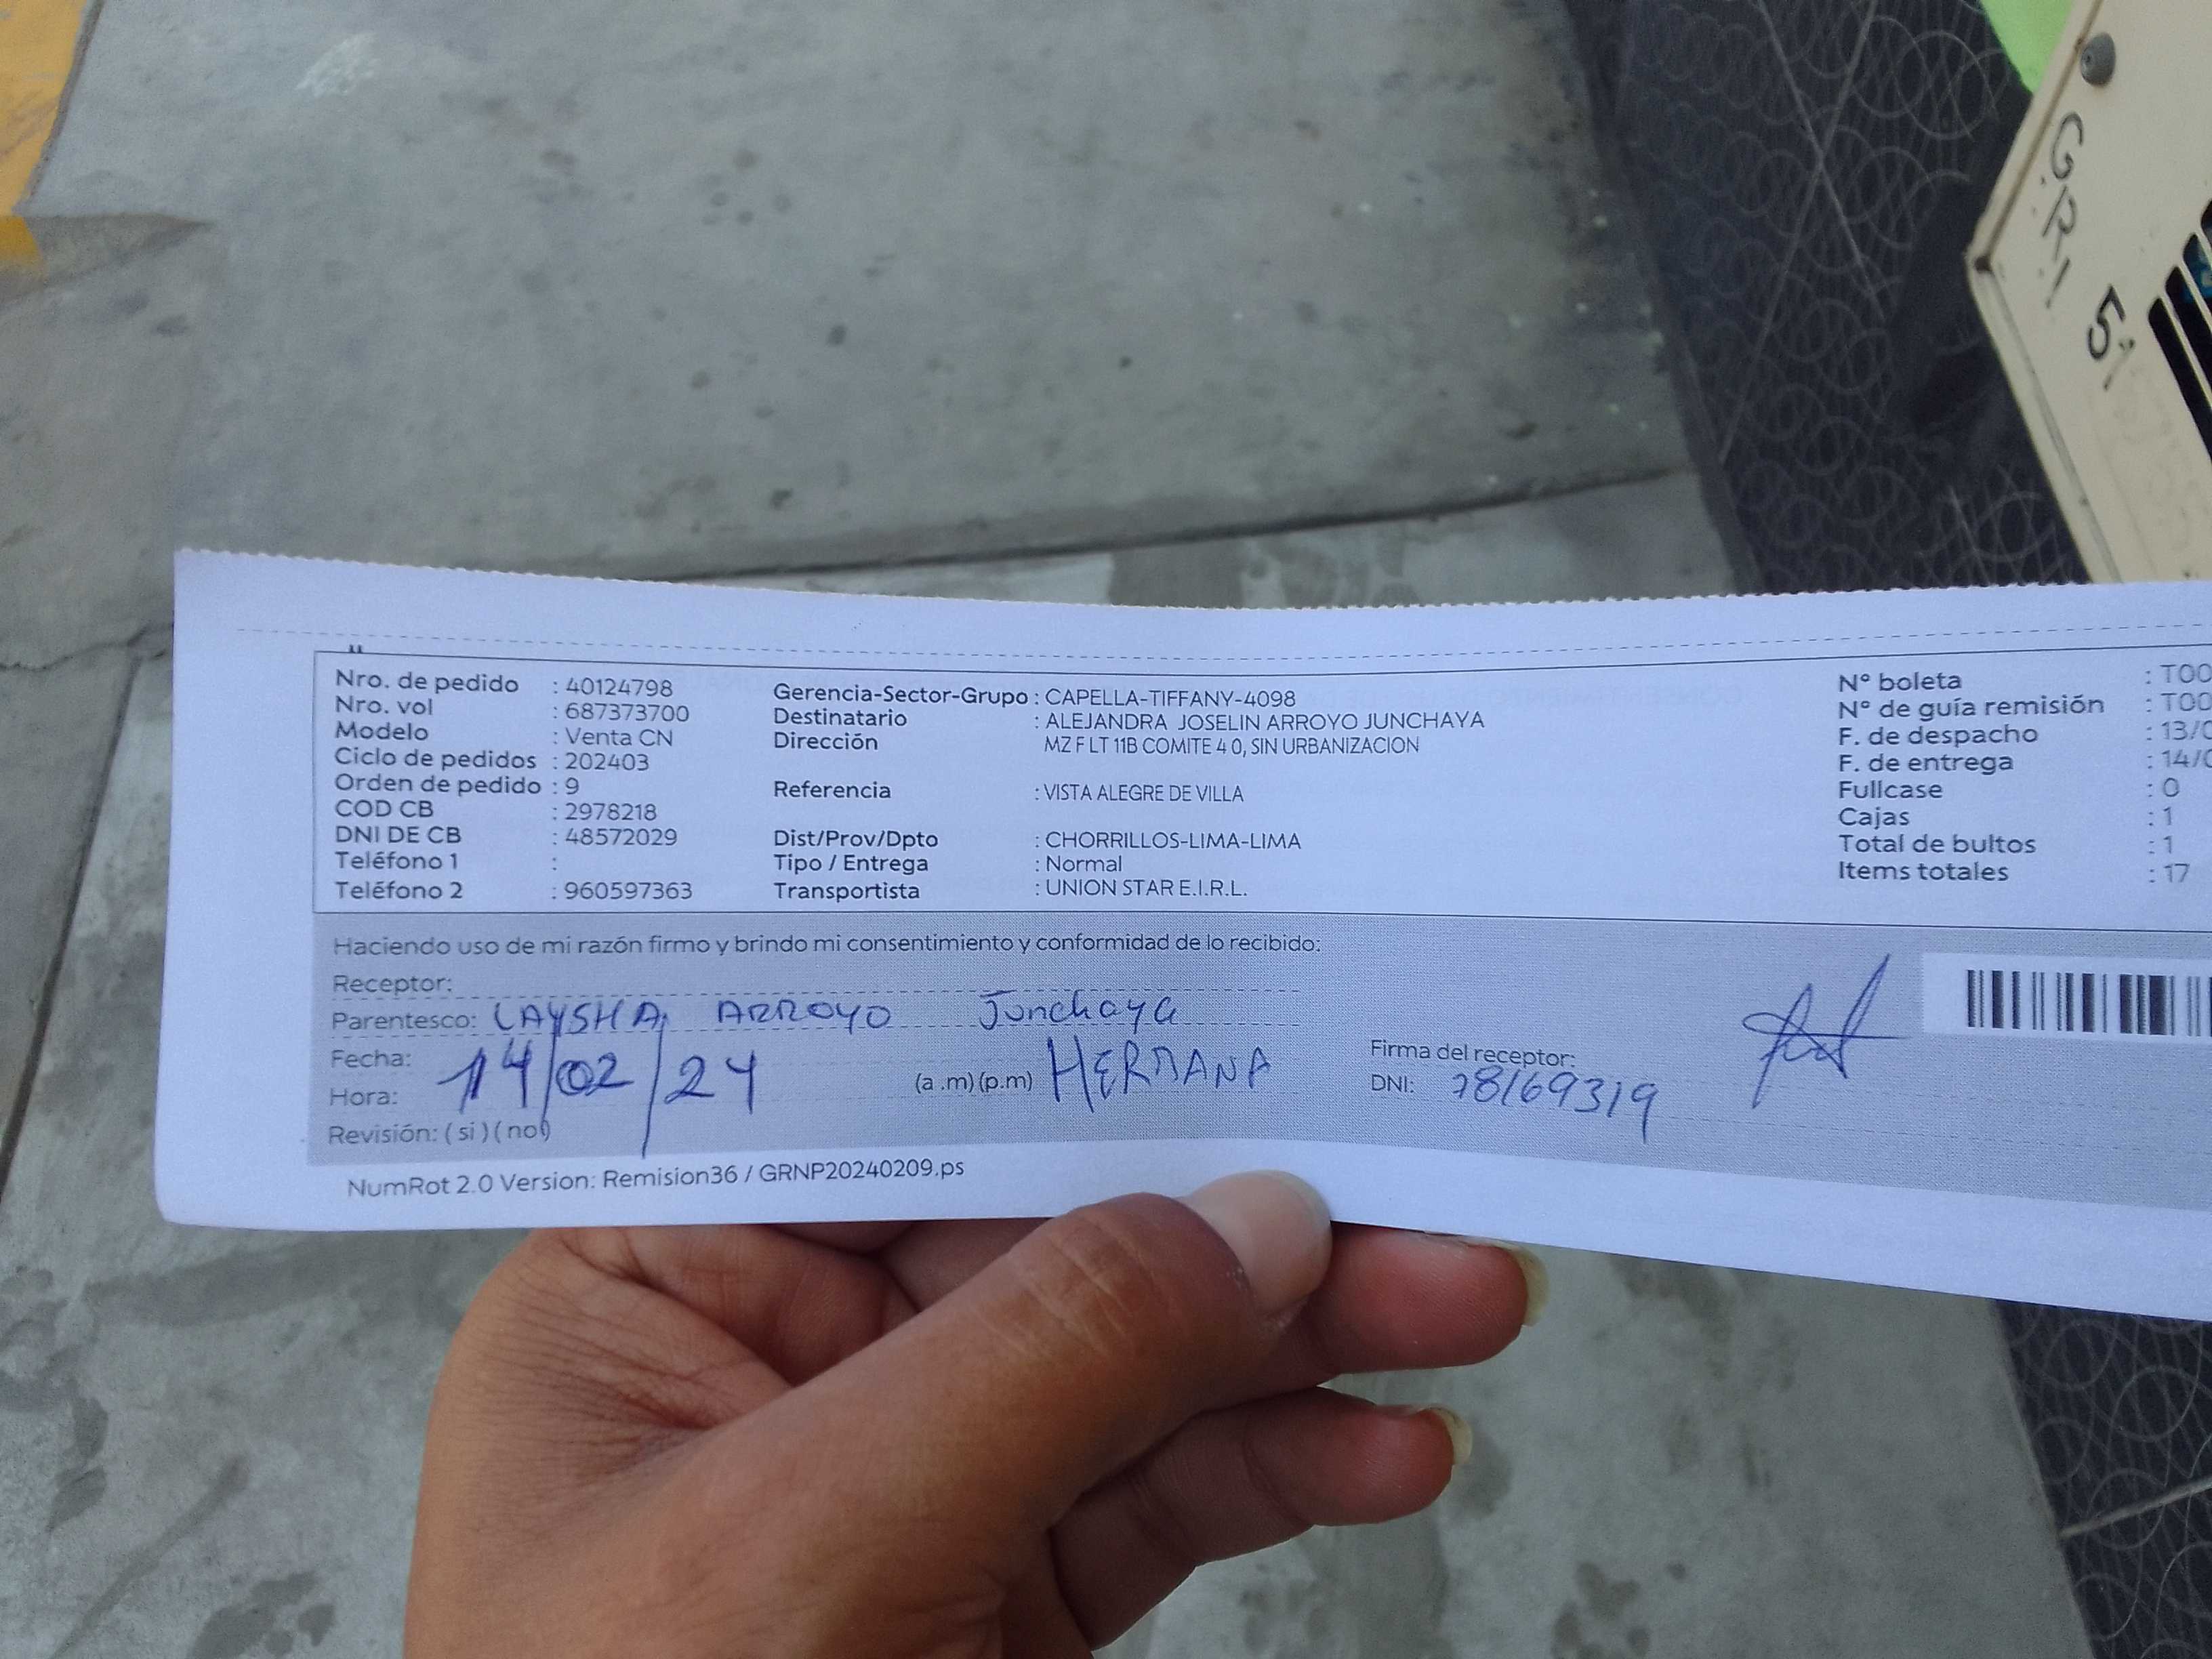 GRI
51
Nro. de pedido : 40124798
Nro. vol : 687373700
Modelo : Venta CN
Ciclo de pedidos : 202403
Orden de pedido : 9
COD CB : 2978218
DNI DE CB : 48572029
Teléfono 1 :
Teléfono 2 : 960597363
Gerencia-Sector-Grupo : CAPELLA-TIFFANY-4098
Destinatario : ALEJANDRA JOSELIN ARROYO JUNCHAYA
Dirección MZ F LT 11B COMITE 4 0, SIN URBANIZACION
Referencia : VISTA ALEGRE DE VILLA
Dist/Prov/Dpto : CHORRILLOS-LIMA-LIMA
Tipo / Entrega : Normal
Transportista : UNION STAR E.I.R.L.
N° boleta : T00
N° de guía remisión : T00
F. de despacho : 13/0
F. de entrega : 14/0
Fullcase : 0
Cajas : 1
Total de bultos : 1
Items totales : 17
Haciendo uso de mi razón firmo y brindo mi consentimiento y conformidad de lo recibido:
Receptor:
Parentesco: LAYSHA ARROYO Junchaya
Fecha: 14/02/24
Hora: (a .m) (p.m) HERMANA
Revisión: ( si ) ( no )
Firma del receptor:
DNI: 78169319
NumRot 2.0 Version: Remision36 / GRNP20240209.ps